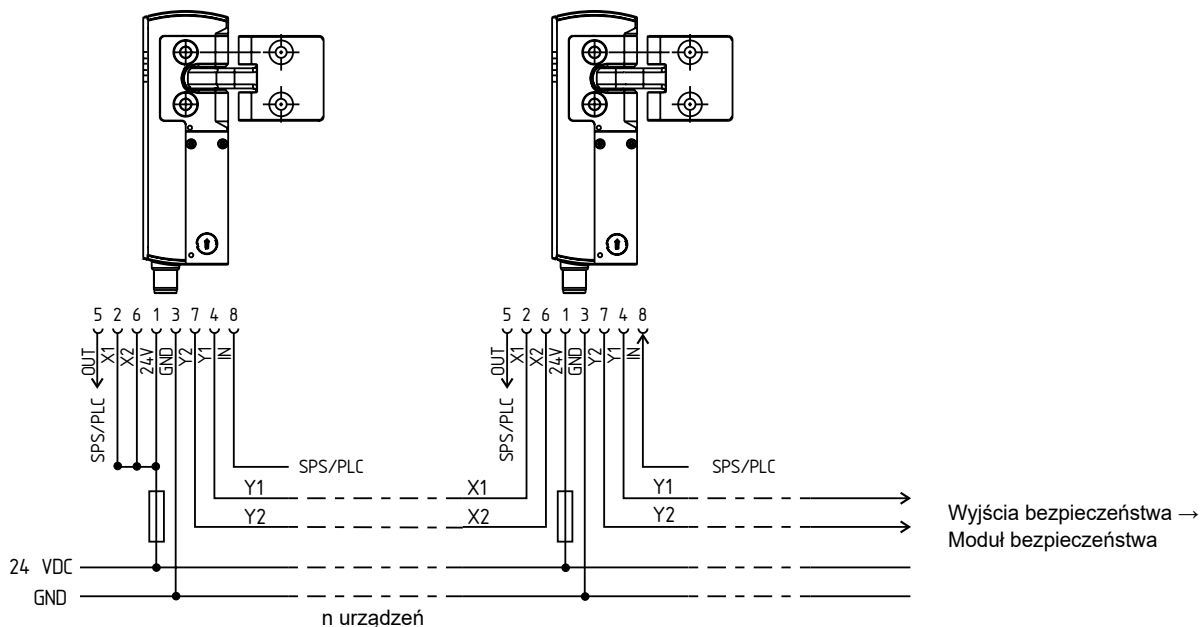 5 2 6 1 3 7 4 8
OUT
X1
X2
24V
GND
Y2
Y1
IN
SPS/PLC
SPS/PLC
Y1
Y2
5 2 6 1 3 7 4 8
OUT
X1
X2
24V
GND
Y2
Y1
IN
SPS/PLC
SPS/PLC
X1
X2
Y1
Y2
Wyjścia bezpieczeństwa →
Moduł bezpieczeństwa
24 VDC
GND
n urządzeń